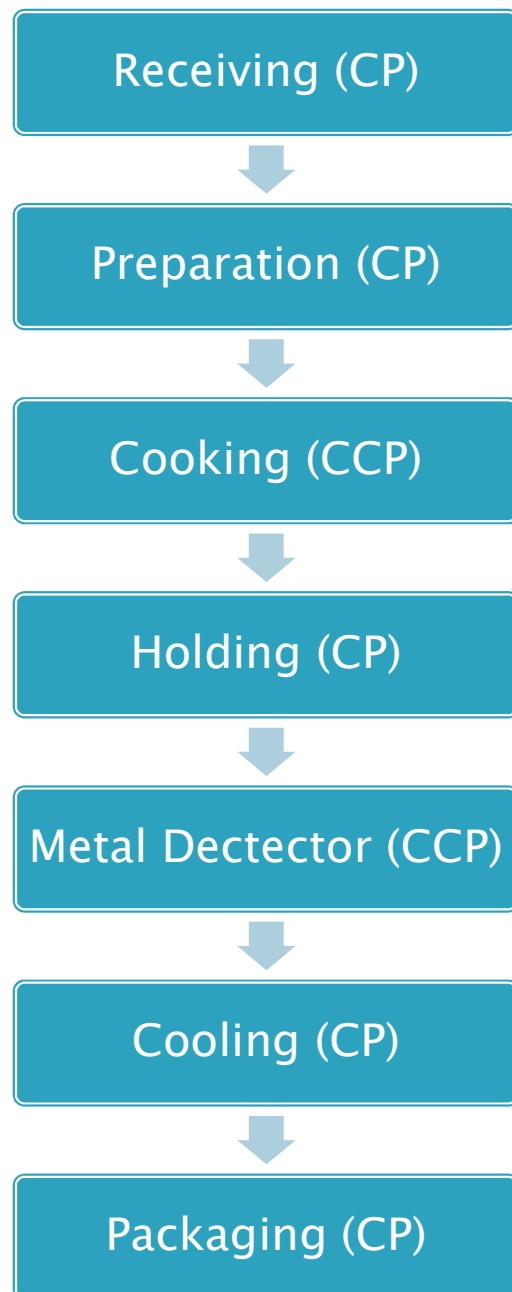 Receiving (CP)
Preparation (CP)
Cooking (CCP)
Holding (CP)
Metal Dectector (CCP)
Cooling (CP)
Packaging (CP)